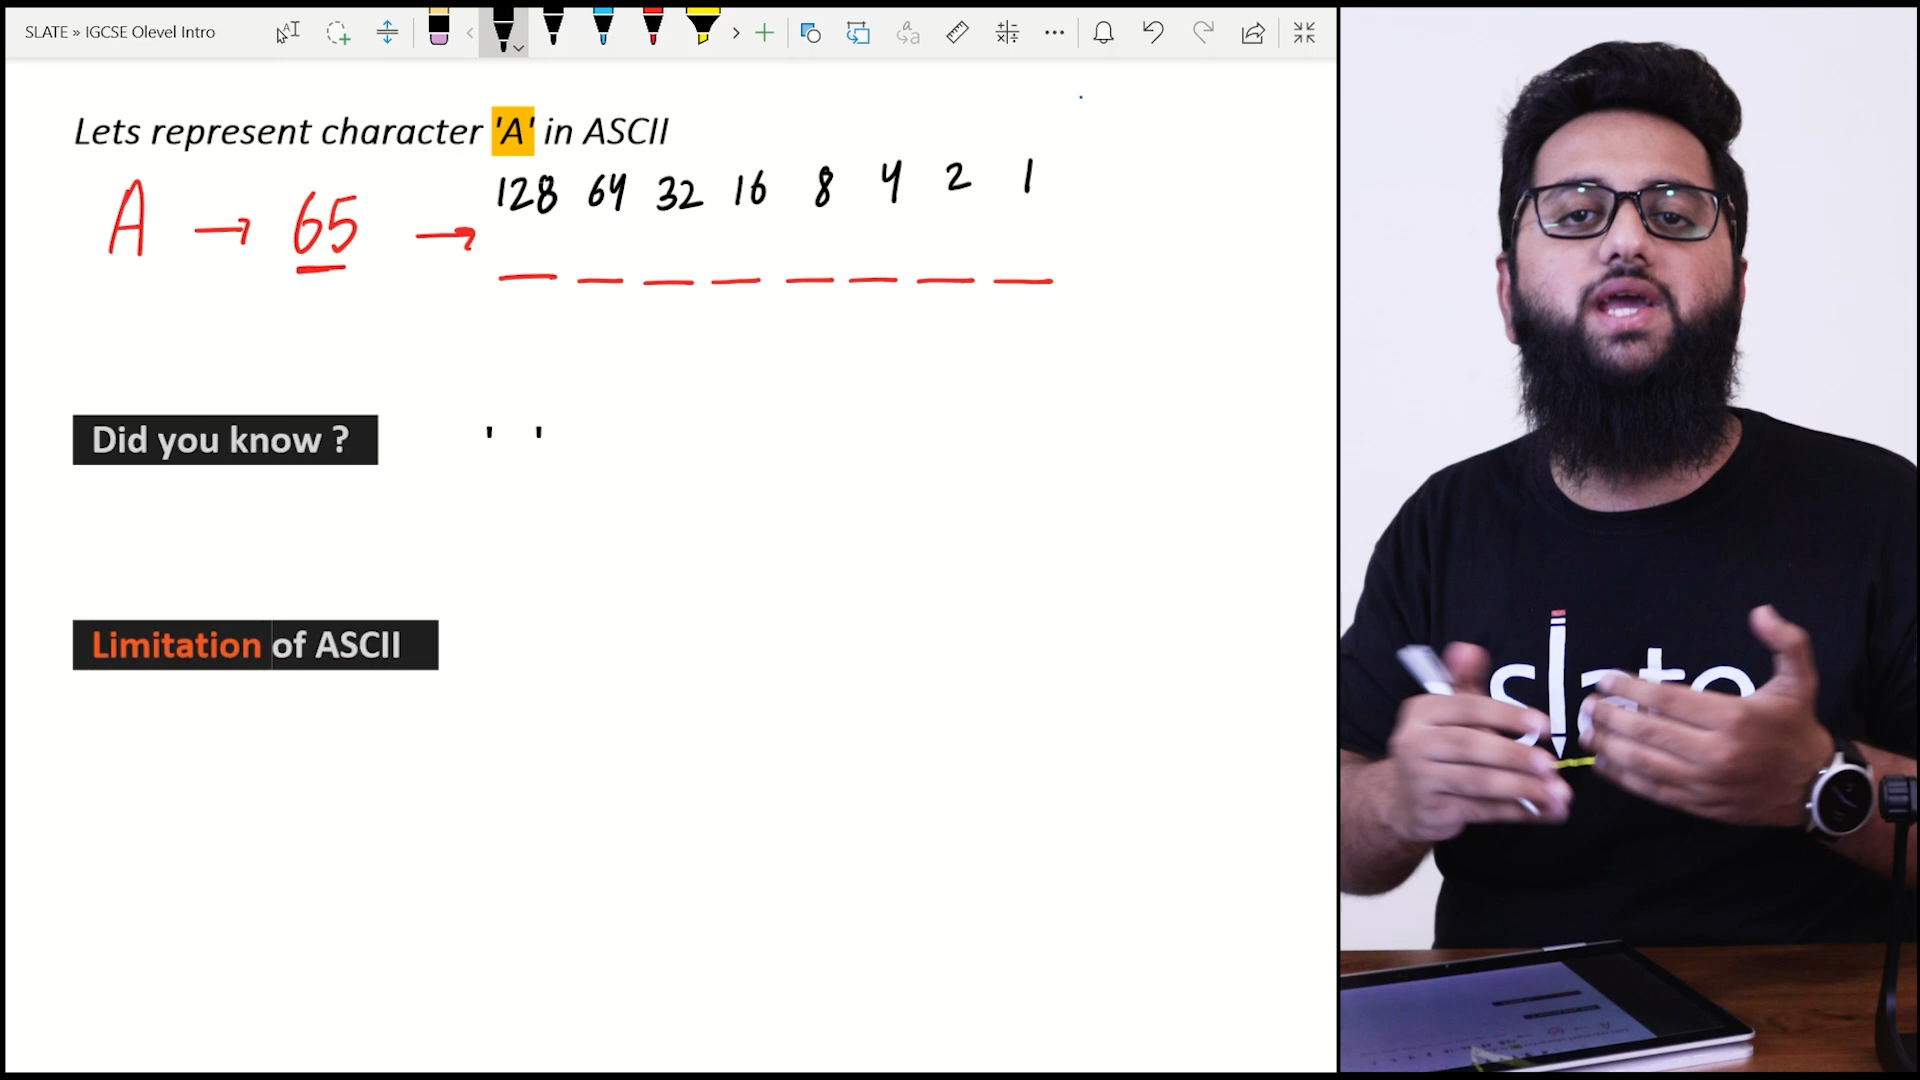 SLATE » IGCSE Olevel Intro
Lets represent character 'A' in ASCII
128 64 32 16 8 4 2 1
A → 65 →
Did you know ? ' '
Limitation of ASCII
slate